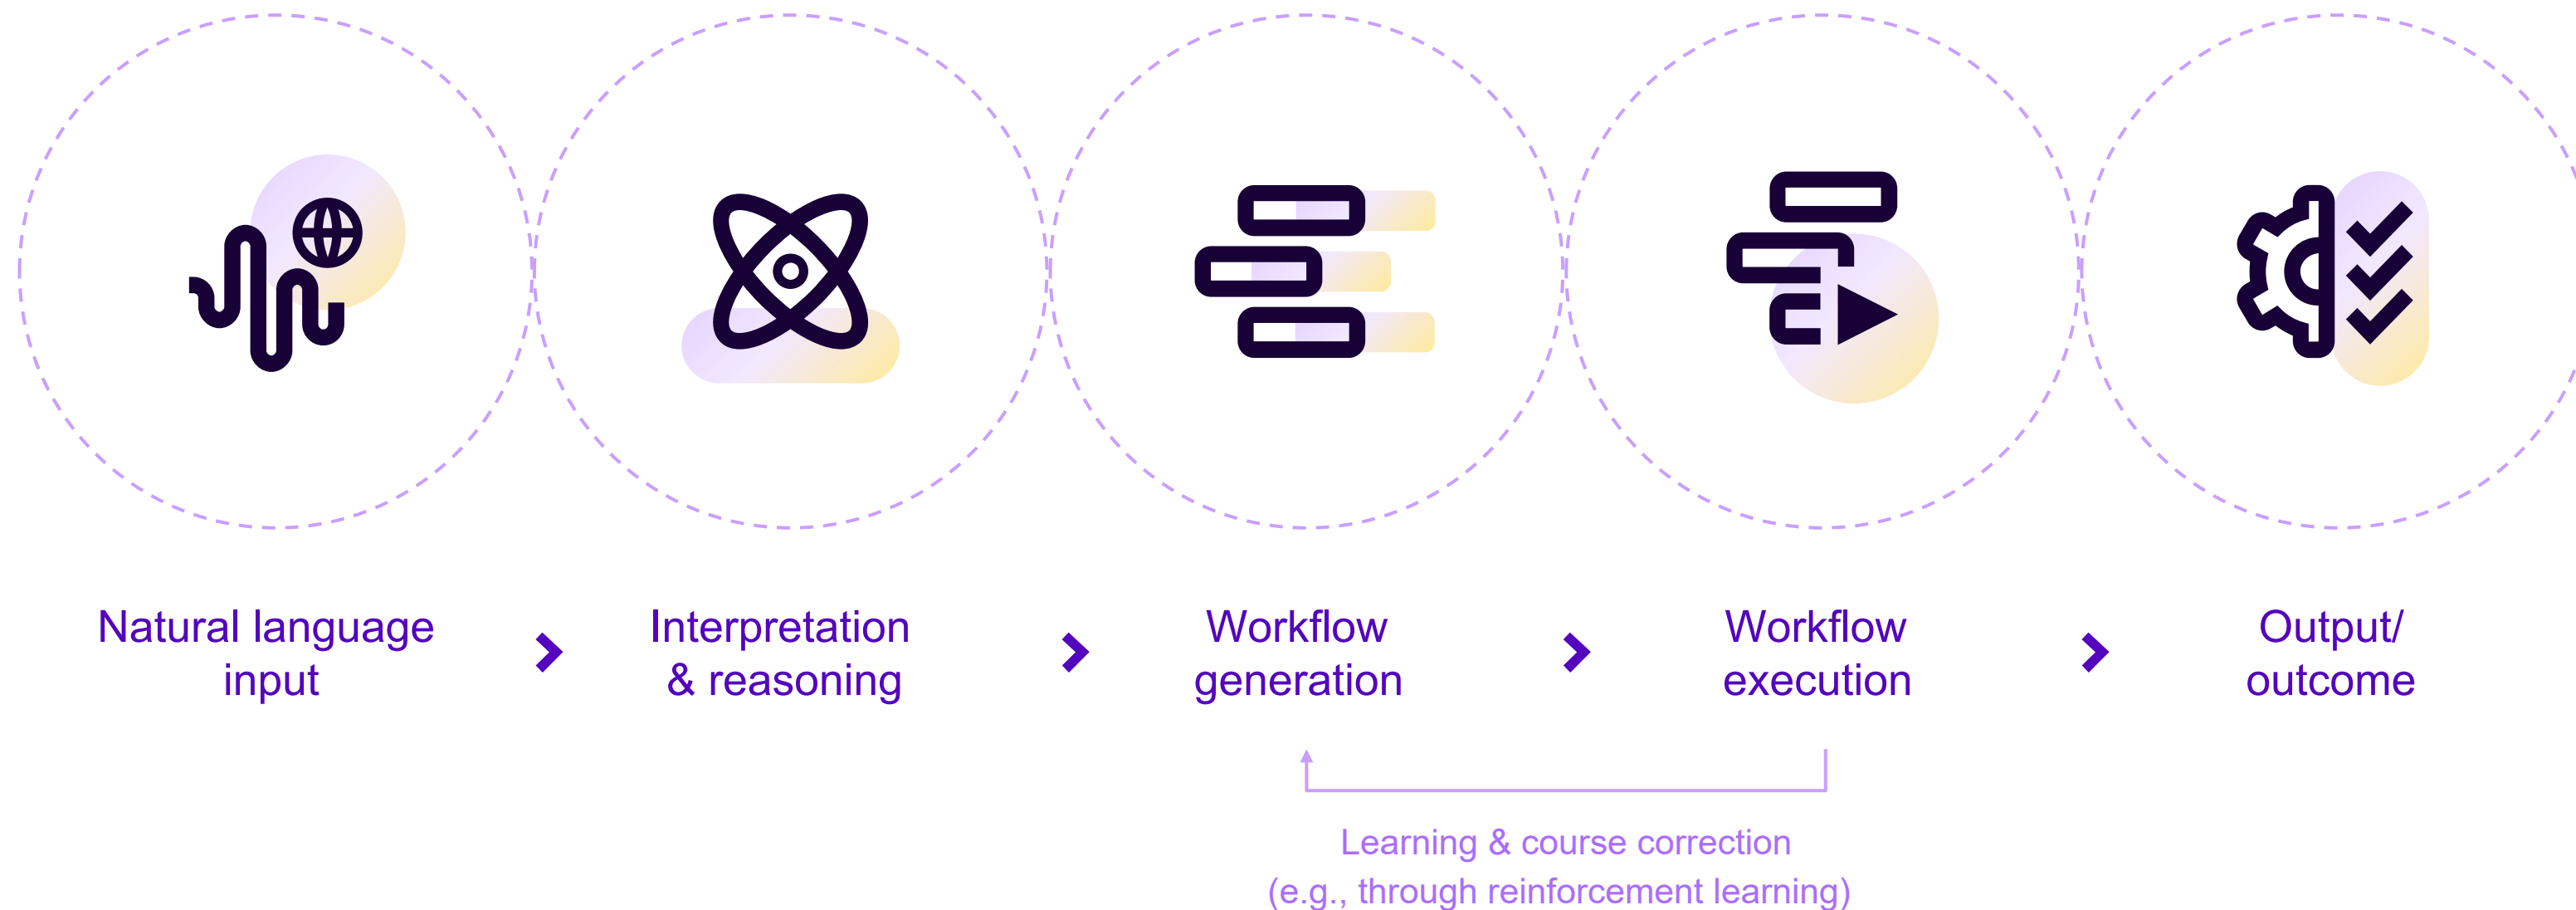 Natural language
input
Interpretation
& reasoning
Workflow
generation
Workflow
execution
Output/
outcome
Learning & course correction
(e.g., through reinforcement learning)